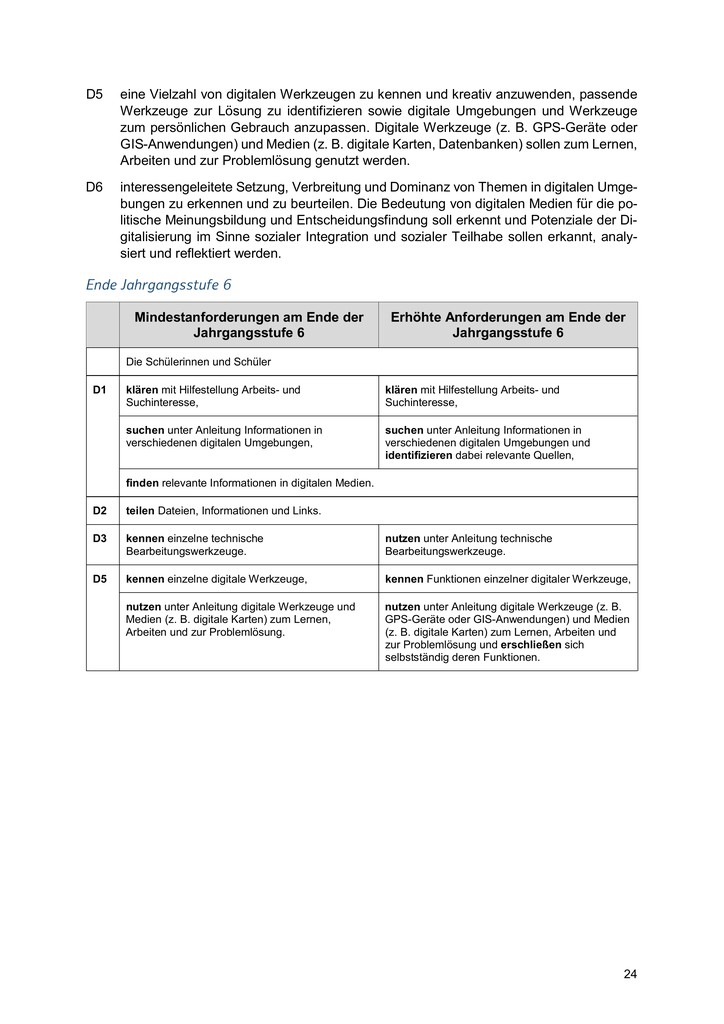 D5 eine Vielzahl von digitalen Werkzeugen zu kennen und kreativ anzuwenden, passende
Werkzeuge zur Lösung zu identifizieren sowie digitale Umgebungen und Werkzeuge
zum persönlichen Gebrauch anzupassen. Digitale Werkzeuge (z. B. GPS-Geräte oder
GIS-Anwendungen) und Medien (z. B. digitale Karten, Datenbanken) sollen zum Lernen,
Arbeiten und zur Problemlösung genutzt werden.
D6 interessengeleitete Setzung, Verbreitung und Dominanz von Themen in digitalen Umge-
bungen zu erkennen und zu beurteilen. Die Bedeutung von digitalen Medien für die po-
litische Meinungsbildung und Entscheidungsfindung soll erkannt und Potenziale der Di-
gitalisierung im Sinne sozialer Integration und sozialer Teilhabe sollen erkannt, analy-
siert und reflektiert werden.
Ende Jahrgangsstufe 6
Mindestanforderungen am Ende der
Jahrgangsstufe 6
Erhöhte Anforderungen am Ende der
Jahrgangsstufe 6
Die Schülerinnen und Schüler
D1
klären mit Hilfestellung Arbeits- und
Suchinteresse,
klären mit Hilfestellung Arbeits- und
Suchinteresse,
suchen unter Anleitung Informationen in
verschiedenen digitalen Umgebungen,
suchen unter Anleitung Informationen in
verschiedenen digitalen Umgebungen und
identifizieren dabei relevante Quellen,
finden relevante Informationen in digitalen Medien.
D2
teilen Dateien, Informationen und Links.
D3
kennen einzelne technische
Bearbeitungswerkzeuge.
nutzen unter Anleitung technische
Bearbeitungswerkzeuge.
D5
kennen einzelne digitale Werkzeuge,
kennen Funktionen einzelner digitaler Werkzeuge,
nutzen unter Anleitung digitale Werkzeuge und
Medien (z. B. digitale Karten) zum Lernen,
Arbeiten und zur Problemlösung.
nutzen unter Anleitung digitale Werkzeuge (z. B.
GPS-Geräte oder GIS-Anwendungen) und Medien
(z. B. digitale Karten) zum Lernen, Arbeiten und
zur Problemlösung und erschließen sich
selbstständig deren Funktionen.
24